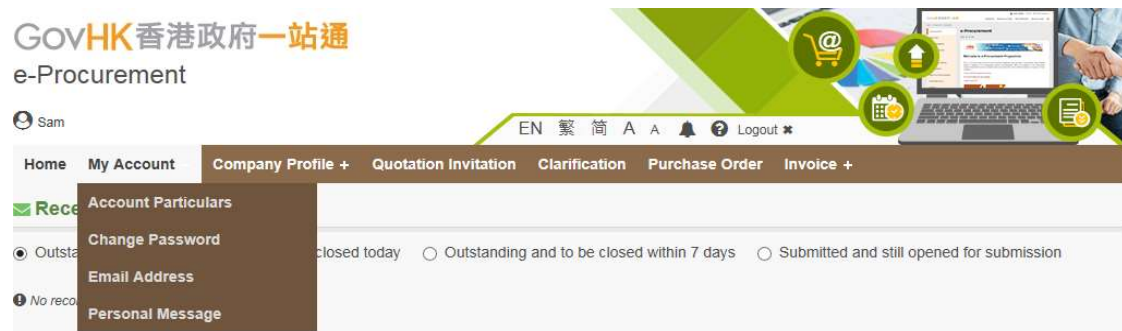 GovHK香港政府一站通
e-Procurement
Sam
EN 繁 简 A A Logout ✖
Home My Account Company Profile + Quotation Invitation Clarification Purchase Order Invoice +
Account Particulars
Change Password
Email Address
Personal Message
Rece
Outsta closed today Outstanding and to be closed within 7 days Submitted and still opened for submission
No reco